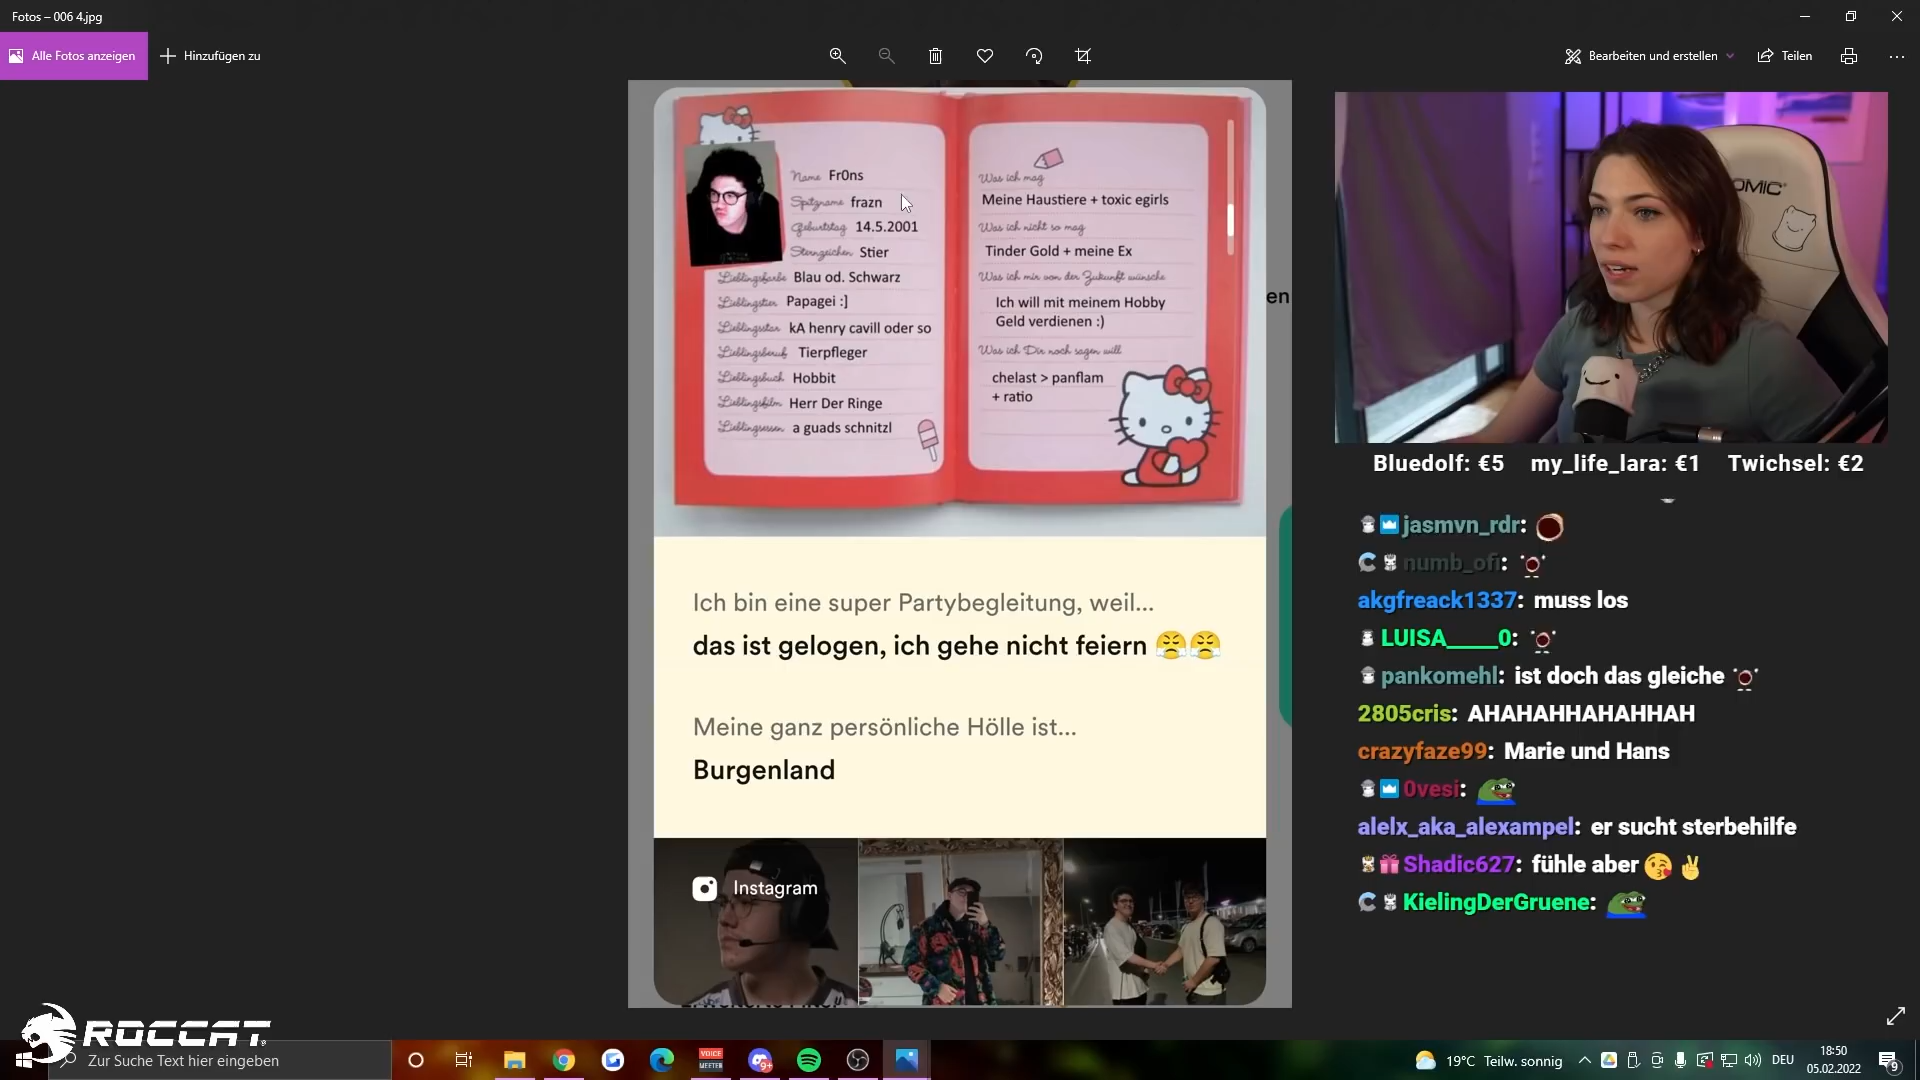 Fotos – 006 4.jpg
Alle Fotos anzeigen
Hinzufügen zu
Bearbeiten und erstellen
Teilen
Name Fr0ns
Spitzname frazn
Geburtstag 14.5.2001
Sternzeichen Stier
Lieblingsfarbe Blau od. Schwarz
Lieblingstier Papagei :]
Lieblingsstar kA henry cavill oder so
Lieblingsberuf Tierpfleger
Lieblingsbuch Hobbit
Lieblingsfilm Herr Der Ringe
Lieblingsessen a guads schnitzl
Was ich mag
Meine Haustiere + toxic egirls
Was ich nicht so mag
Tinder Gold + meine Ex
Was ich mir von der Zukunft wünsche
Ich will mit meinem Hobby
Geld verdienen :)
Was ich Dir noch sagen will
chelast > panflam
+ ratio
en
Ich bin eine super Partybegleitung, weil...
das ist gelogen, ich gehe nicht feiern 😤😤
Meine ganz persönliche Hölle ist...
Burgenland
Instagram
OMIC
Bluedolf: €5 my_life_lara: €1 Twichsel: €2
jasmvn_rdr:
numb_ofi:
akgfreack1337: muss los
LUISA_____0:
pankomehl: ist doch das gleiche
2805cris: AHAHAHHAHAHHAH
crazyfaze99: Marie und Hans
0vesi:
alelx_aka_alexampel: er sucht sterbehilfe
Shadic627: fühle aber 😘✌
KielingDerGruene:
ROCCAT
Zur Suche Text hier eingeben
VOICE
MEETER
9+
19°C Teilw. sonnig
DEU
18:50
05.02.2022
9